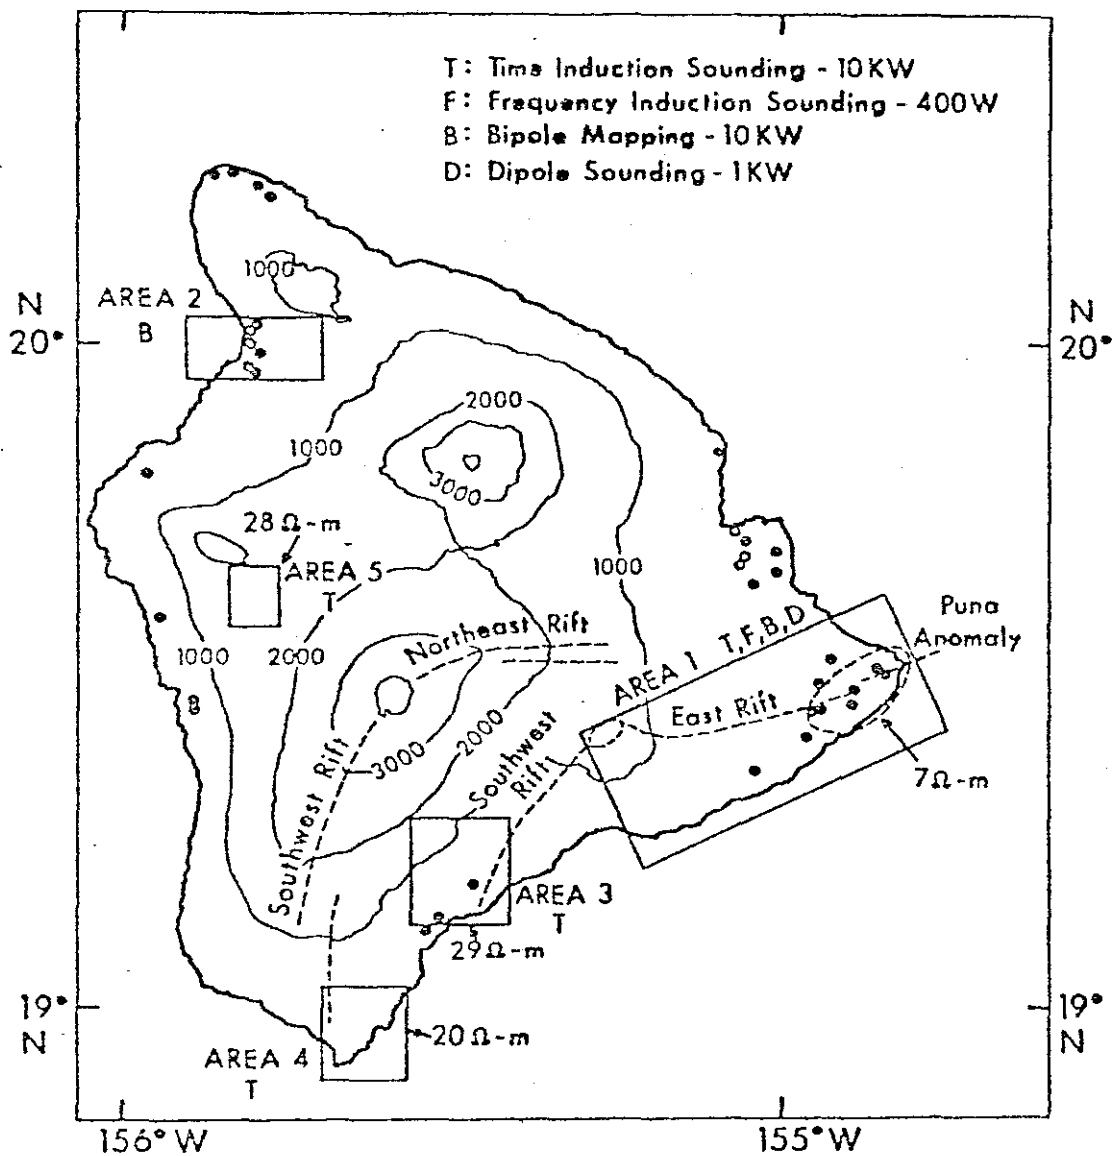 T: Time Induction Sounding - 10KW
F: Frequency Induction Sounding - 400W
B: Bipole Mapping - 10KW
D: Dipole Sounding - 1KW
1000
AREA 2
B
N
20°
N
20°
2000
1000
3000
28Ω-m
AREA 5
T
1000
1000
2000
Northeast Rift
AREA 1 T,F,B,D
Puna
Anomaly
East Rift
2000
3000
Southwest Rift
Southwest
Rift
7Ω-m
AREA 3
T
29Ω-m
19°
N
19°
N
20Ω-m
AREA 4
T
156°W
155°W